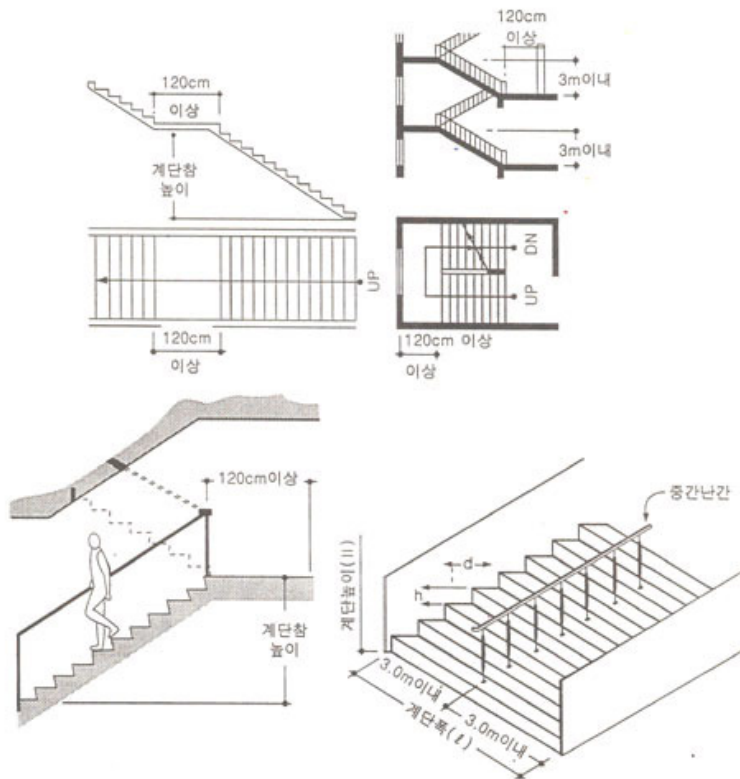 120cm
이상
계단참
높이
UP
120cm
이상
120cm
이상
3m이내
3m이내
DN
UP
120cm 이상
이상
120cm이상
계단참
높이
중간난간
계단높이(H)
d
h
3.0m이내
3.0m이내
계단폭(ℓ)